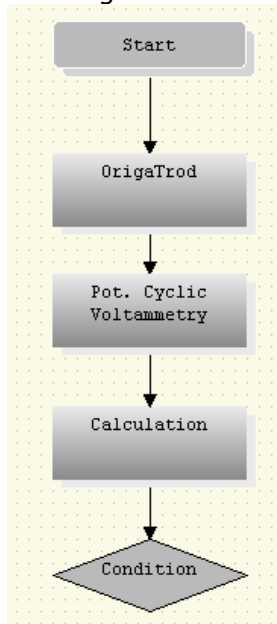 Start
OrigaTrod
Pot. Cyclic
Voltammetry
Calculation
Condition